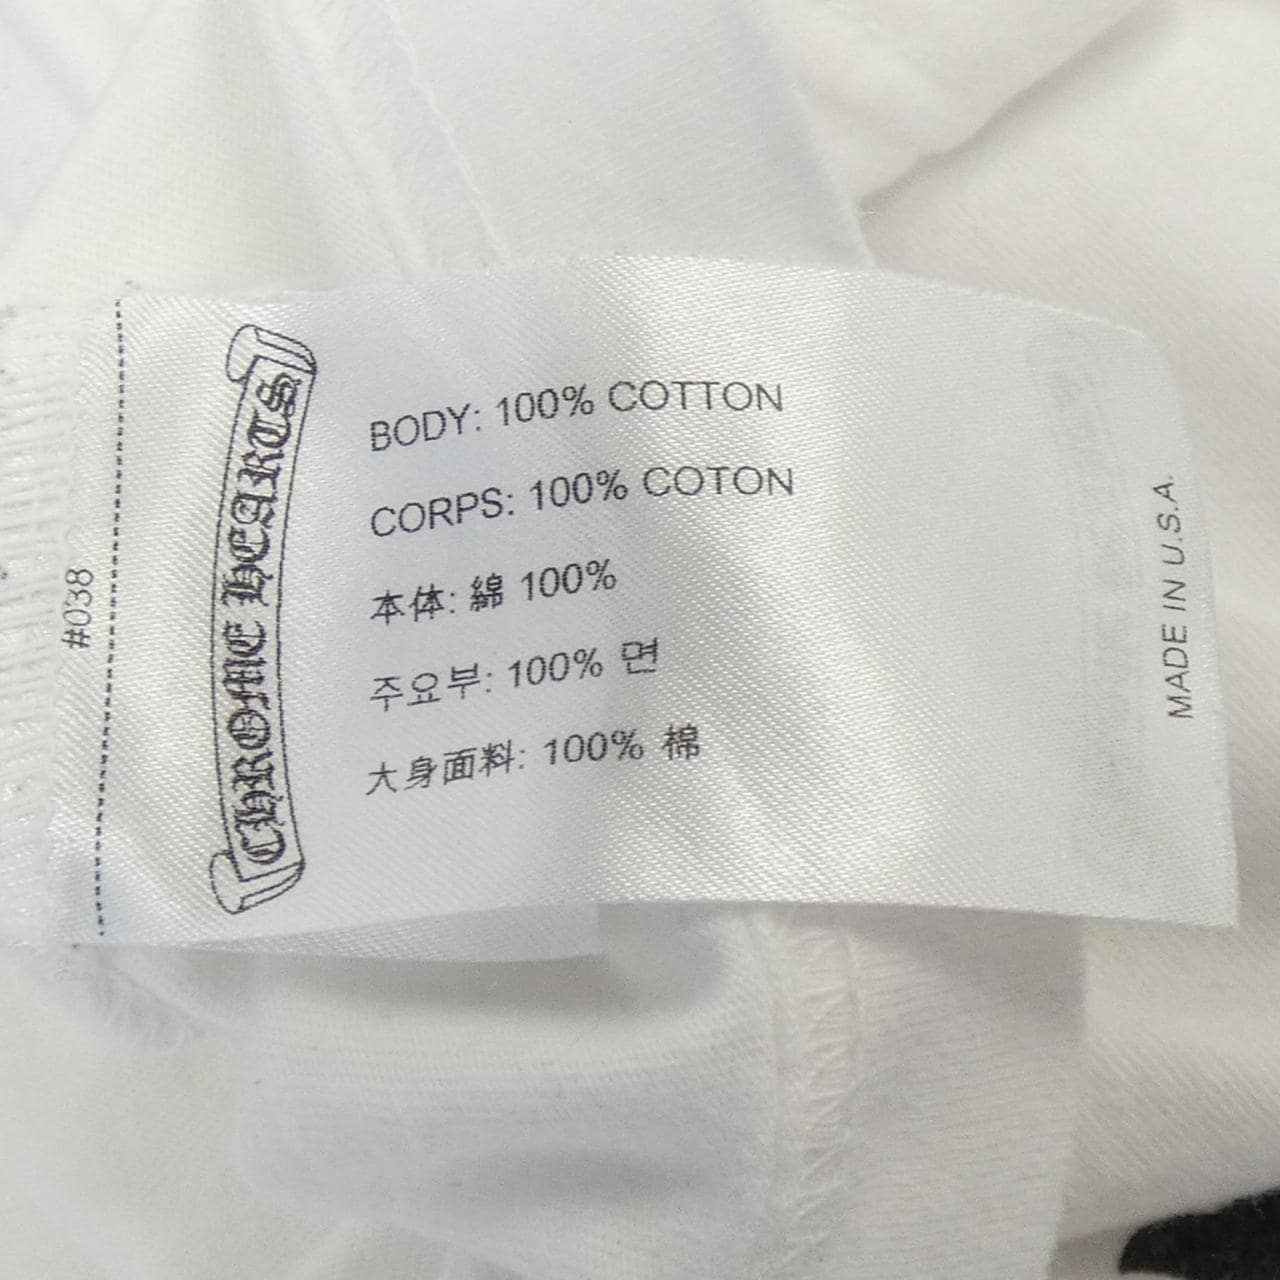 #038
CHROME HEARTS
BODY: 100% COTTON
CORPS: 100% COTON
本体: 綿 100%
주요부: 100% 면
大身面料: 100% 棉
MADE IN U.S.A.